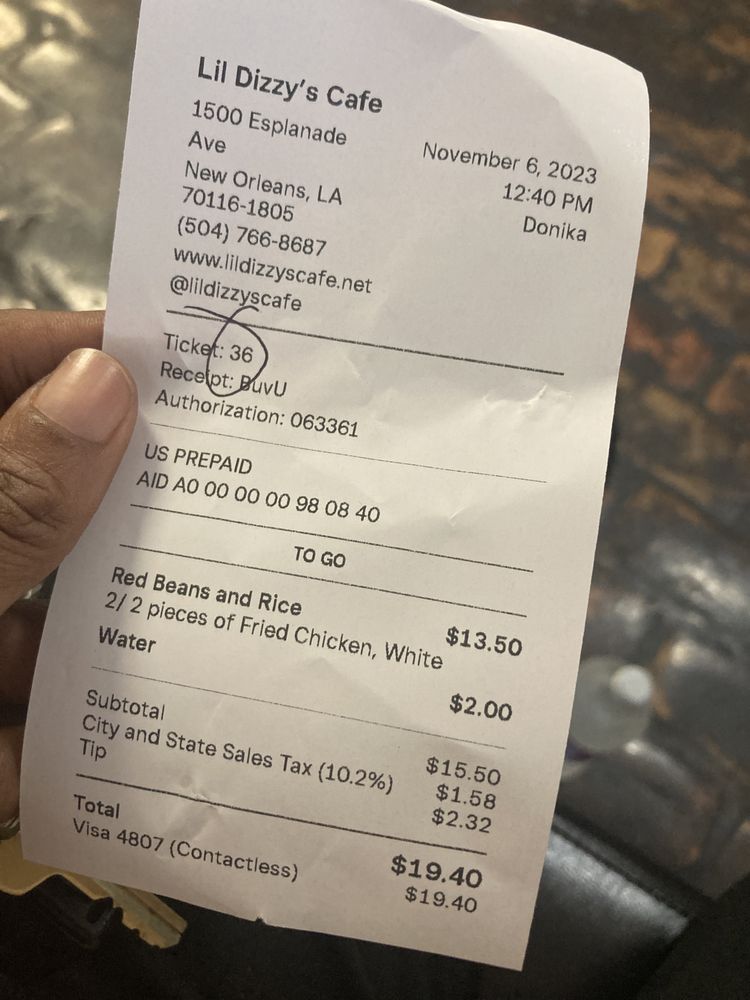 Lil Dizzy's Cafe
1500 Esplanade
Ave
New Orleans, LA
70116-1805
(504) 766-8687
www.lildizzyscafe.net
@lildizzyscafe
November 6, 2023
12:40 PM
Donika
Ticket: 36
Receipt: BuvU
Authorization: 063361
US PREPAID
AID A0 00 00 00 98 08 40
TO GO
Red Beans and Rice $13.50
2/ 2 pieces of Fried Chicken, White
Water $2.00
Subtotal $15.50
City and State Sales Tax (10.2%) $1.58
Tip $2.32
Total $19.40
Visa 4807 (Contactless) $19.40